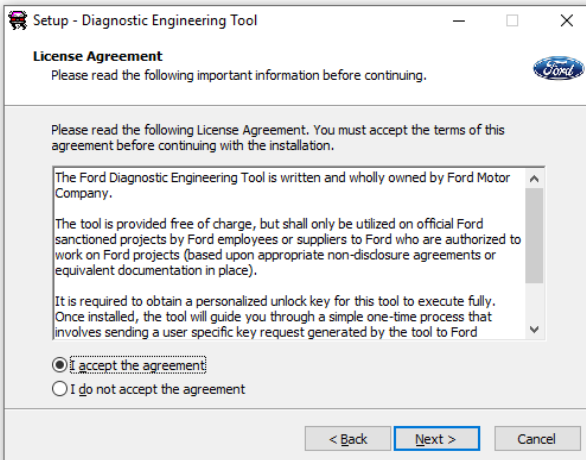 Setup - Diagnostic Engineering Tool
License Agreement
Please read the following important information before continuing.
Ford
Please read the following License Agreement. You must accept the terms of this
agreement before continuing with the installation.
The Ford Diagnostic Engineering Tool is written and wholly owned by Ford Motor
Company.
The tool is provided free of charge, but shall only be utilized on official Ford
sanctioned projects by Ford employees or suppliers to Ford who are authorized to
work on Ford projects (based upon appropriate non-disclosure agreements or
equivalent documentation in place).
It is required to obtain a personalized unlock key for this tool to execute fully.
Once installed, the tool will guide you through a simple one-time process that
involves sending a user specific key request generated by the tool to Ford
I accept the agreement
I do not accept the agreement
< Back Next > Cancel